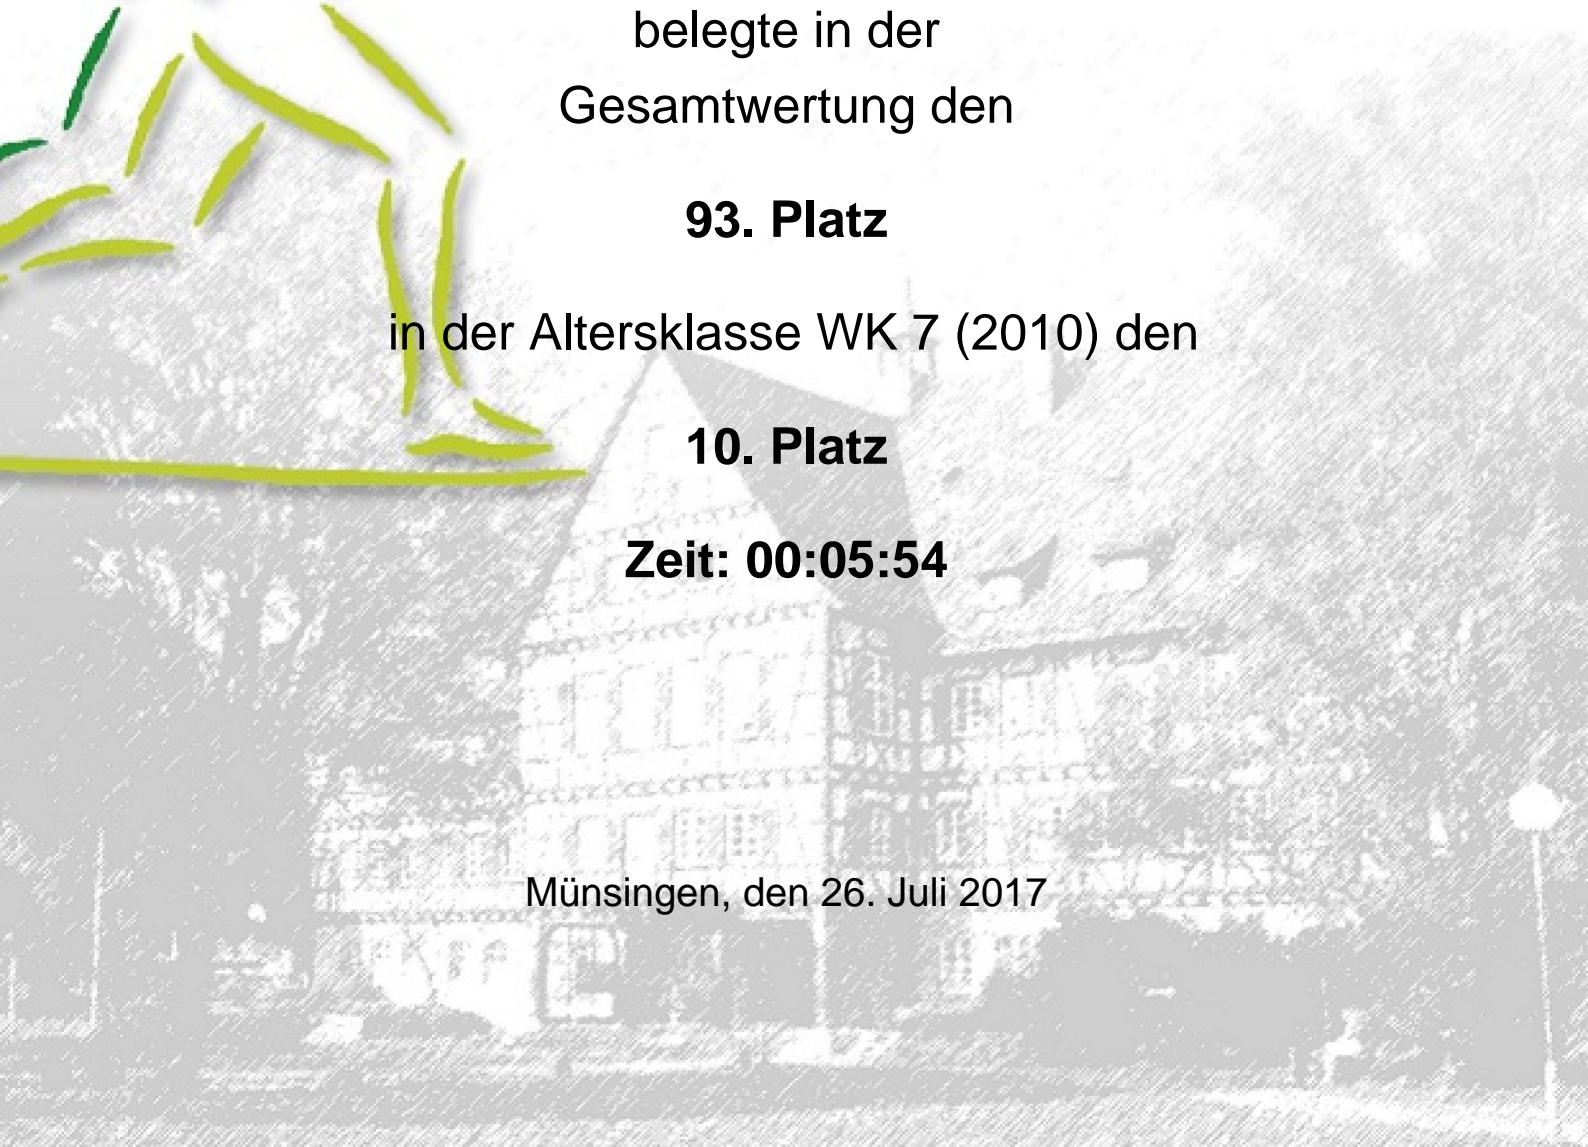 belegte in der
Gesamtwertung den
93. Platz
in der Altersklasse WK 7 (2010) den
10. Platz
Zeit: 00:05:54
Münsingen, den 26. Juli 2017